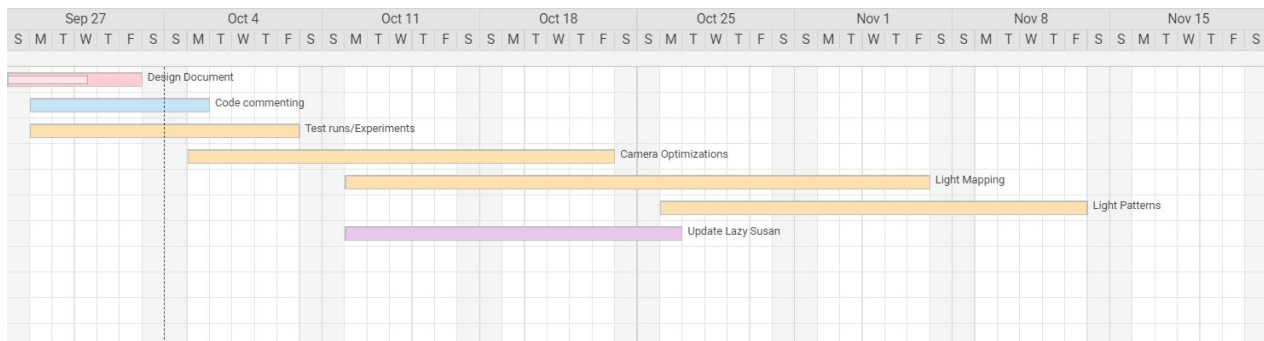 Sep 27 Oct 4 Oct 11 Oct 18 Oct 25 Nov 1 Nov 8 Nov 15
S M T W T F S S M T W T F S S M T W T F S S M T W T F S S M T W T F S S M T W T F S S M T W T F S S M T W T F S
Design Document
Code commenting
Test runs/Experiments
Camera Optimizations
Light Mapping
Light Patterns
Update Lazy Susan